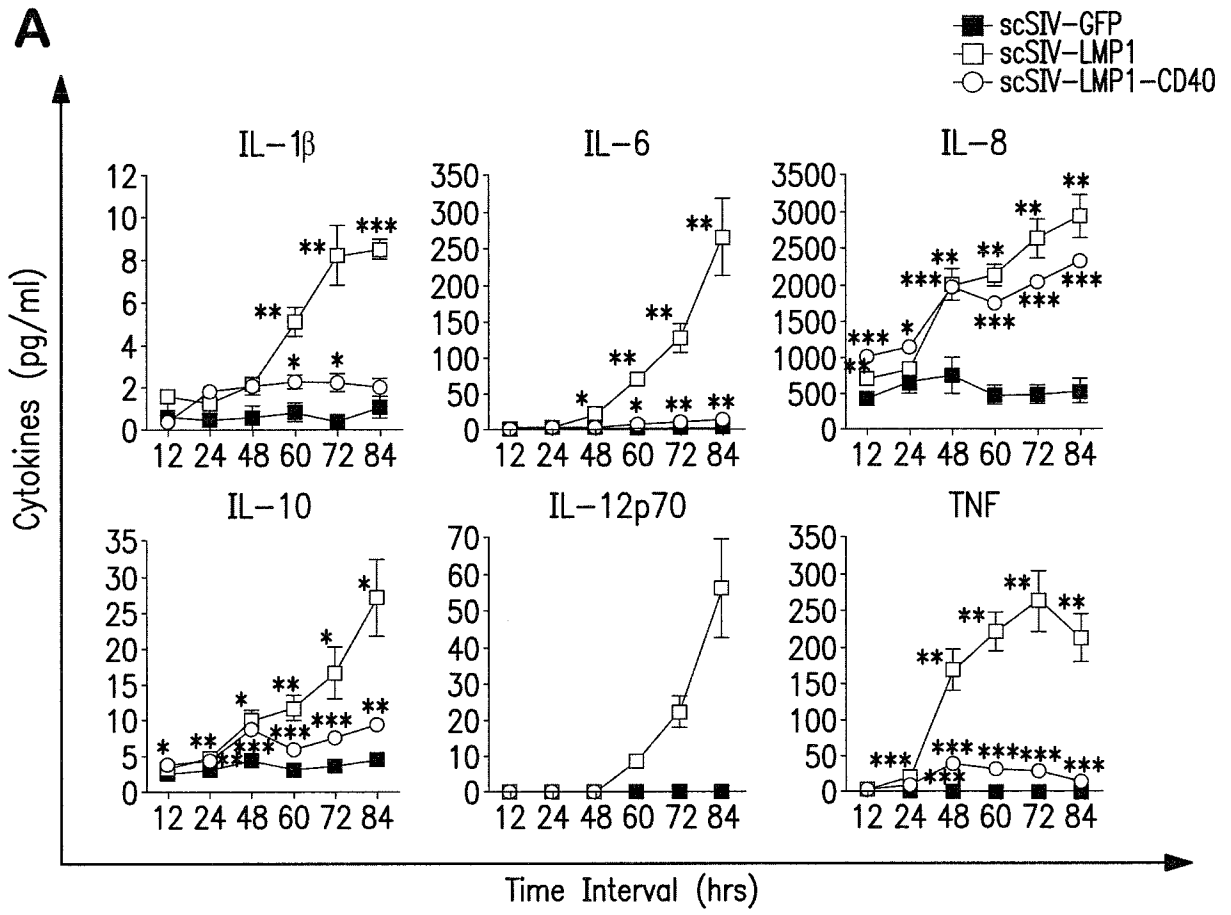 A
scSIV-GFP
scSIV-LMP1
scSIV-LMP1-CD40
Cytokines (pg/ml)
IL-1β
12
10
8
6
4
2
0
** *** ** ** * *
12 24 48 60 72 84
IL-6
350
300
250
200
150
100
50
0
** ** ** * * ** **
12 24 48 60 72 84
IL-8
3500
3000
2500
2000
1500
1000
500
0
** ** ** ** *** *** * *** *** *** **
12 24 48 60 72 84
IL-10
35
30
25
20
15
10
5
0
* * ** * ** * *** *** ** *** **
12 24 48 60 72 84
IL-12p70
70
60
50
40
30
20
10
0
12 24 48 60 72 84
TNF
350
300
250
200
150
100
50
0
** ** ** ** *** *** *** *** *** ***
12 24 48 60 72 84
Time Interval (hrs)